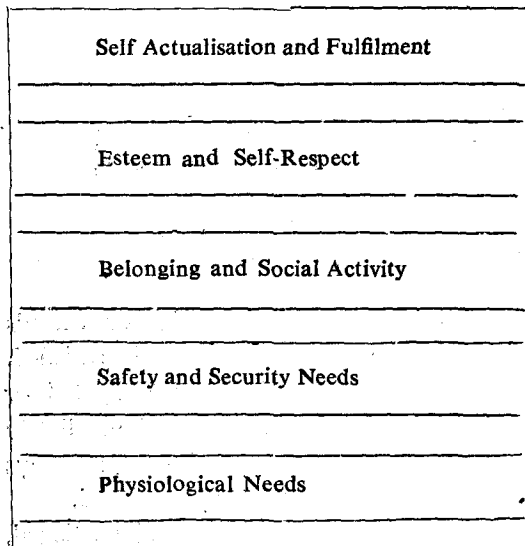 Self Actualisation and Fulfilment
Esteem and Self-Respect
Belonging and Social Activity
Safety and Security Needs
Physiological Needs